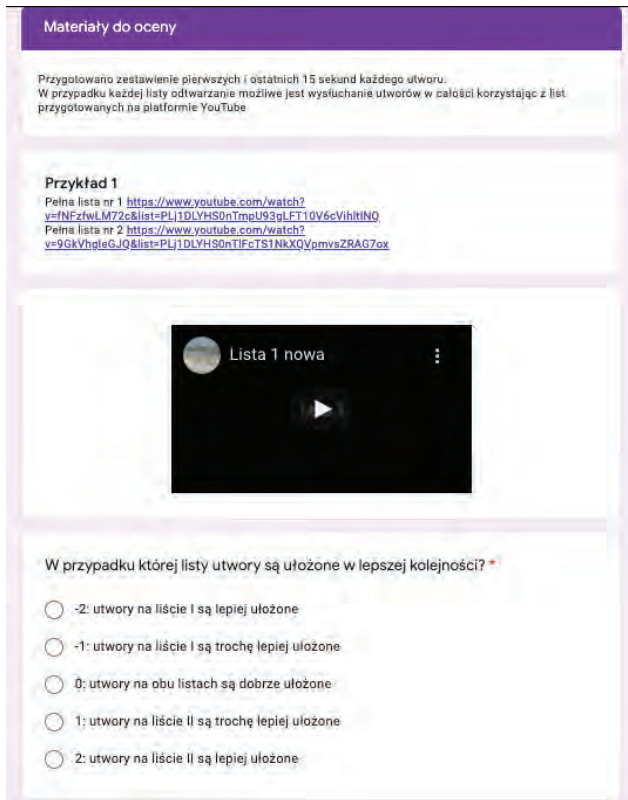 Materiały do oceny
Przygotowano zestawienie pierwszych i ostatnich 15 sekund każdego utworu.
W przypadku każdej listy odtwarzanie możliwe jest wysłuchanie utworów w całości korzystając z list
przygotowanych na platformie YouTube
Przykład 1
Pełna lista nr 1 https://www.youtube.com/watch?
v=fNFzfwLM72c&list=PLj1DLYHS0nTmpU93gLFT10V6cVihltINQ
Pełna lista nr 2 https://www.youtube.com/watch?
v=9GkVhgIeGJQ&list=PLj1DLYHS0nTlFcTS1NkXQVpmvsZRAG7ox
Lista 1 nowa
W przypadku której listy utwory są ułożone w lepszej kolejności? *
-2: utwory na liście I są lepiej ułożone
-1: utwory na liście I są trochę lepiej ułożone
0: utwory na obu listach są dobrze ułożone
1: utwory na liście II są trochę lepiej ułożone
2: utwory na liście II są lepiej ułożone